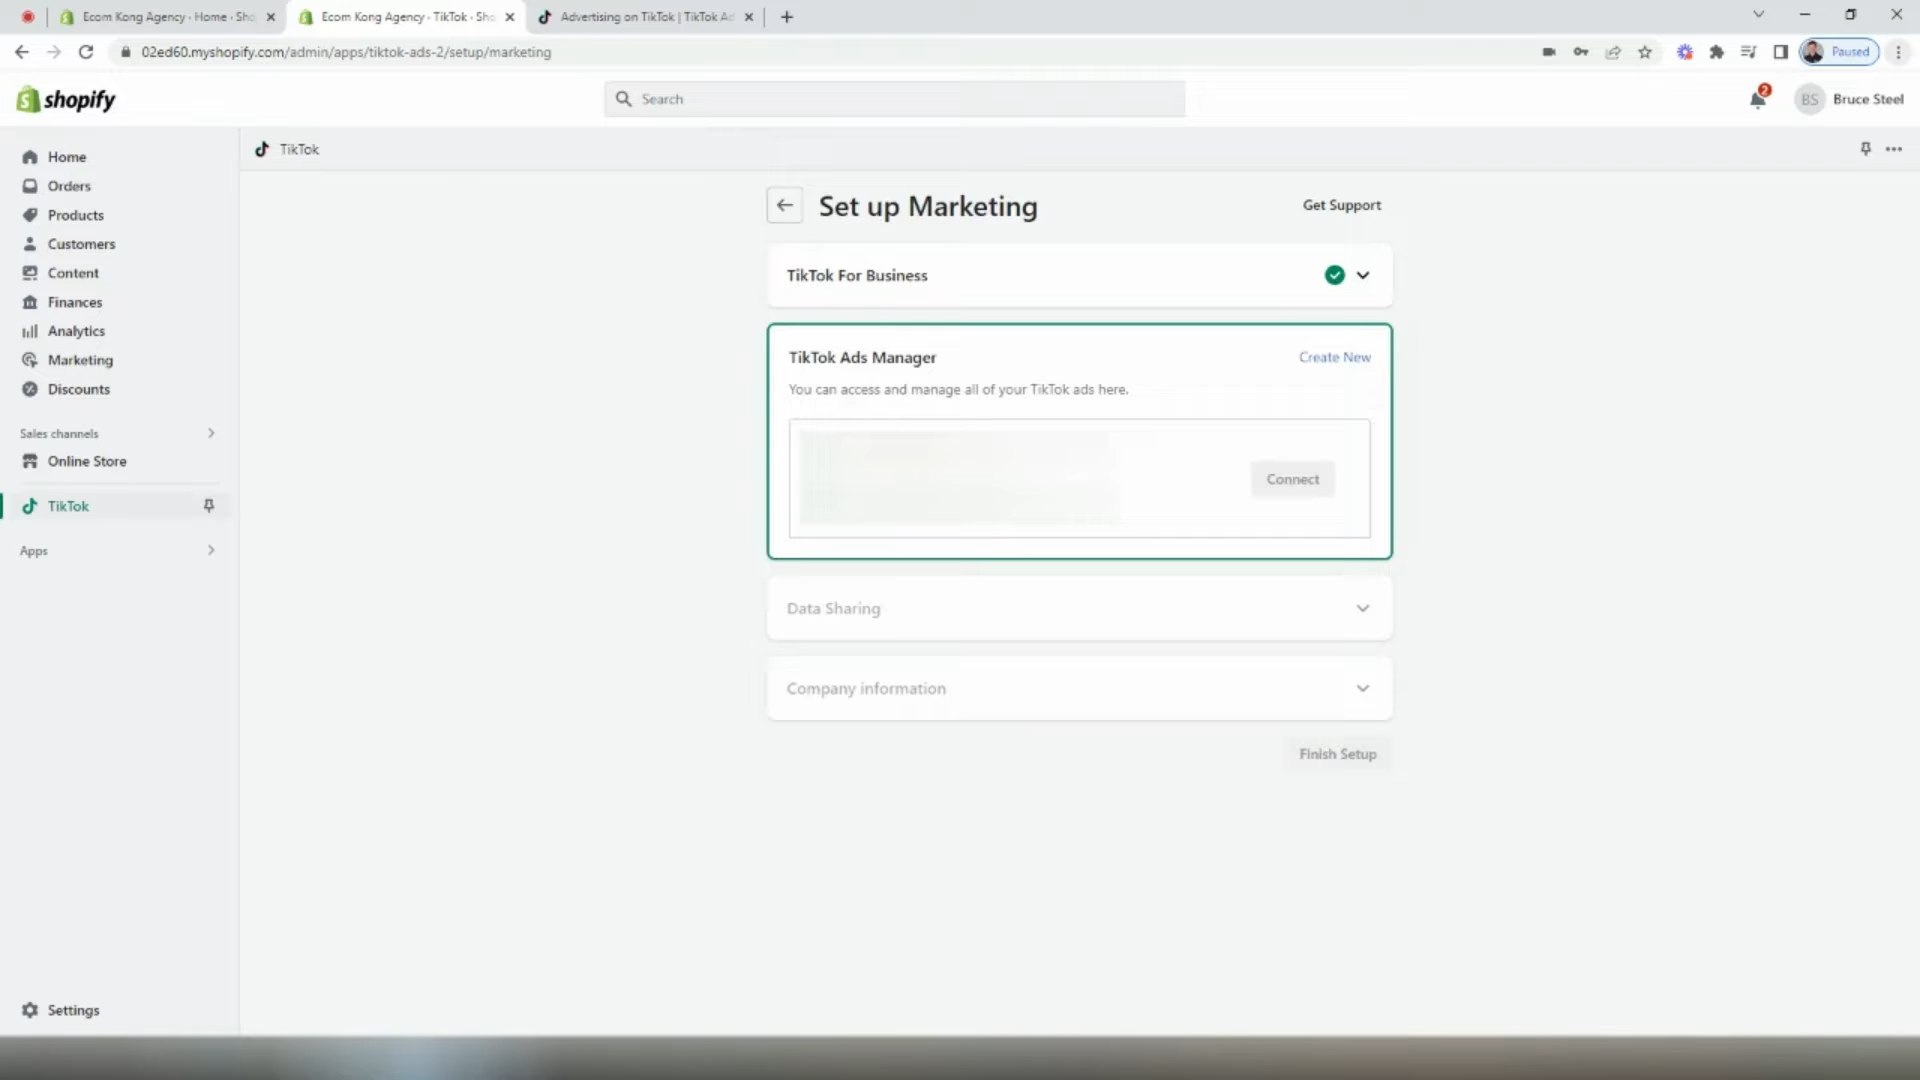 Ecom Kong Agency · Home · Sho
Ecom Kong Agency · TikTok · Sho
Advertising on TikTok | TikTok Ad
02ed60.myshopify.com/admin/apps/tiktok-ads-2/setup/marketing
Paused
shopify
Search
2
BS
Bruce Steel
Home
Orders
Products
Customers
Content
Finances
Analytics
Marketing
Discounts
Sales channels
Online Store
TikTok
Apps
Settings
TikTok
Set up Marketing
Get Support
TikTok For Business
TikTok Ads Manager
Create New
You can access and manage all of your TikTok ads here.
Connect
Data Sharing
Company information
Finish Setup